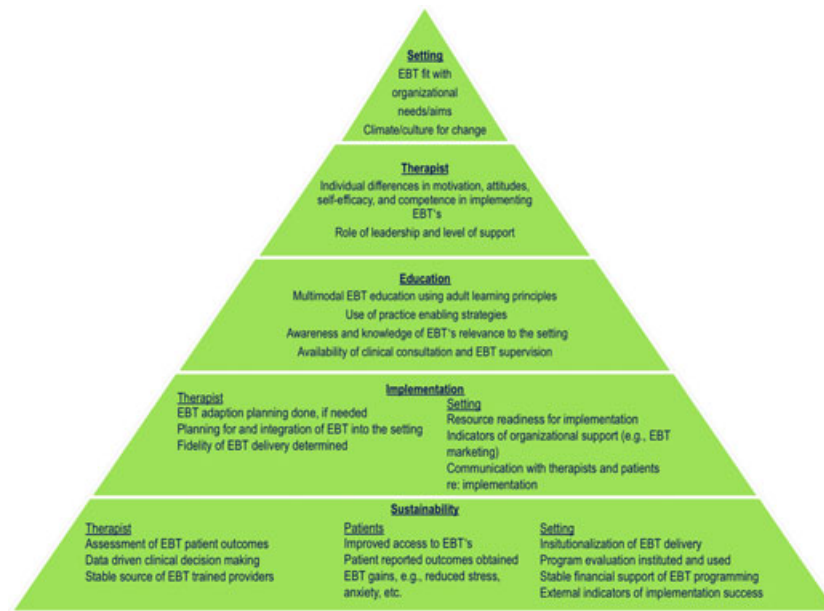 Setting
EBT fit with
organizational
needs/aims
Climate/culture for change
Therapist
Individual differences in motivation, attitudes,
self-efficacy, and competence in implementing
EBT's
Role of leadership and level of support
Education
Multimodal EBT education using adult learning principles
Use of practice enabling strategies
Awareness and knowledge of EBT's relevance to the setting
Availability of clinical consultation and EBT supervision
Implementation
Therapist
EBT adaption planning done, if needed
Planning for and integration of EBT into the setting
Fidelity of EBT delivery determined
Setting
Resource readiness for implementation
Indicators of organizational support (e.g., EBT
marketing)
Communication with therapists and patients
re: implementation
Sustainability
Therapist
Assessment of EBT patient outcomes
Data driven clinical decision making
Stable source of EBT trained providers
Patients
Improved access to EBT's
Patient reported outcomes obtained
EBT gains, e.g., reduced stress,
anxiety, etc.
Setting
Insitutionalization of EBT delivery
Program evaluation instituted and used
Stable financial support of EBT programming
External indicators of implementation success